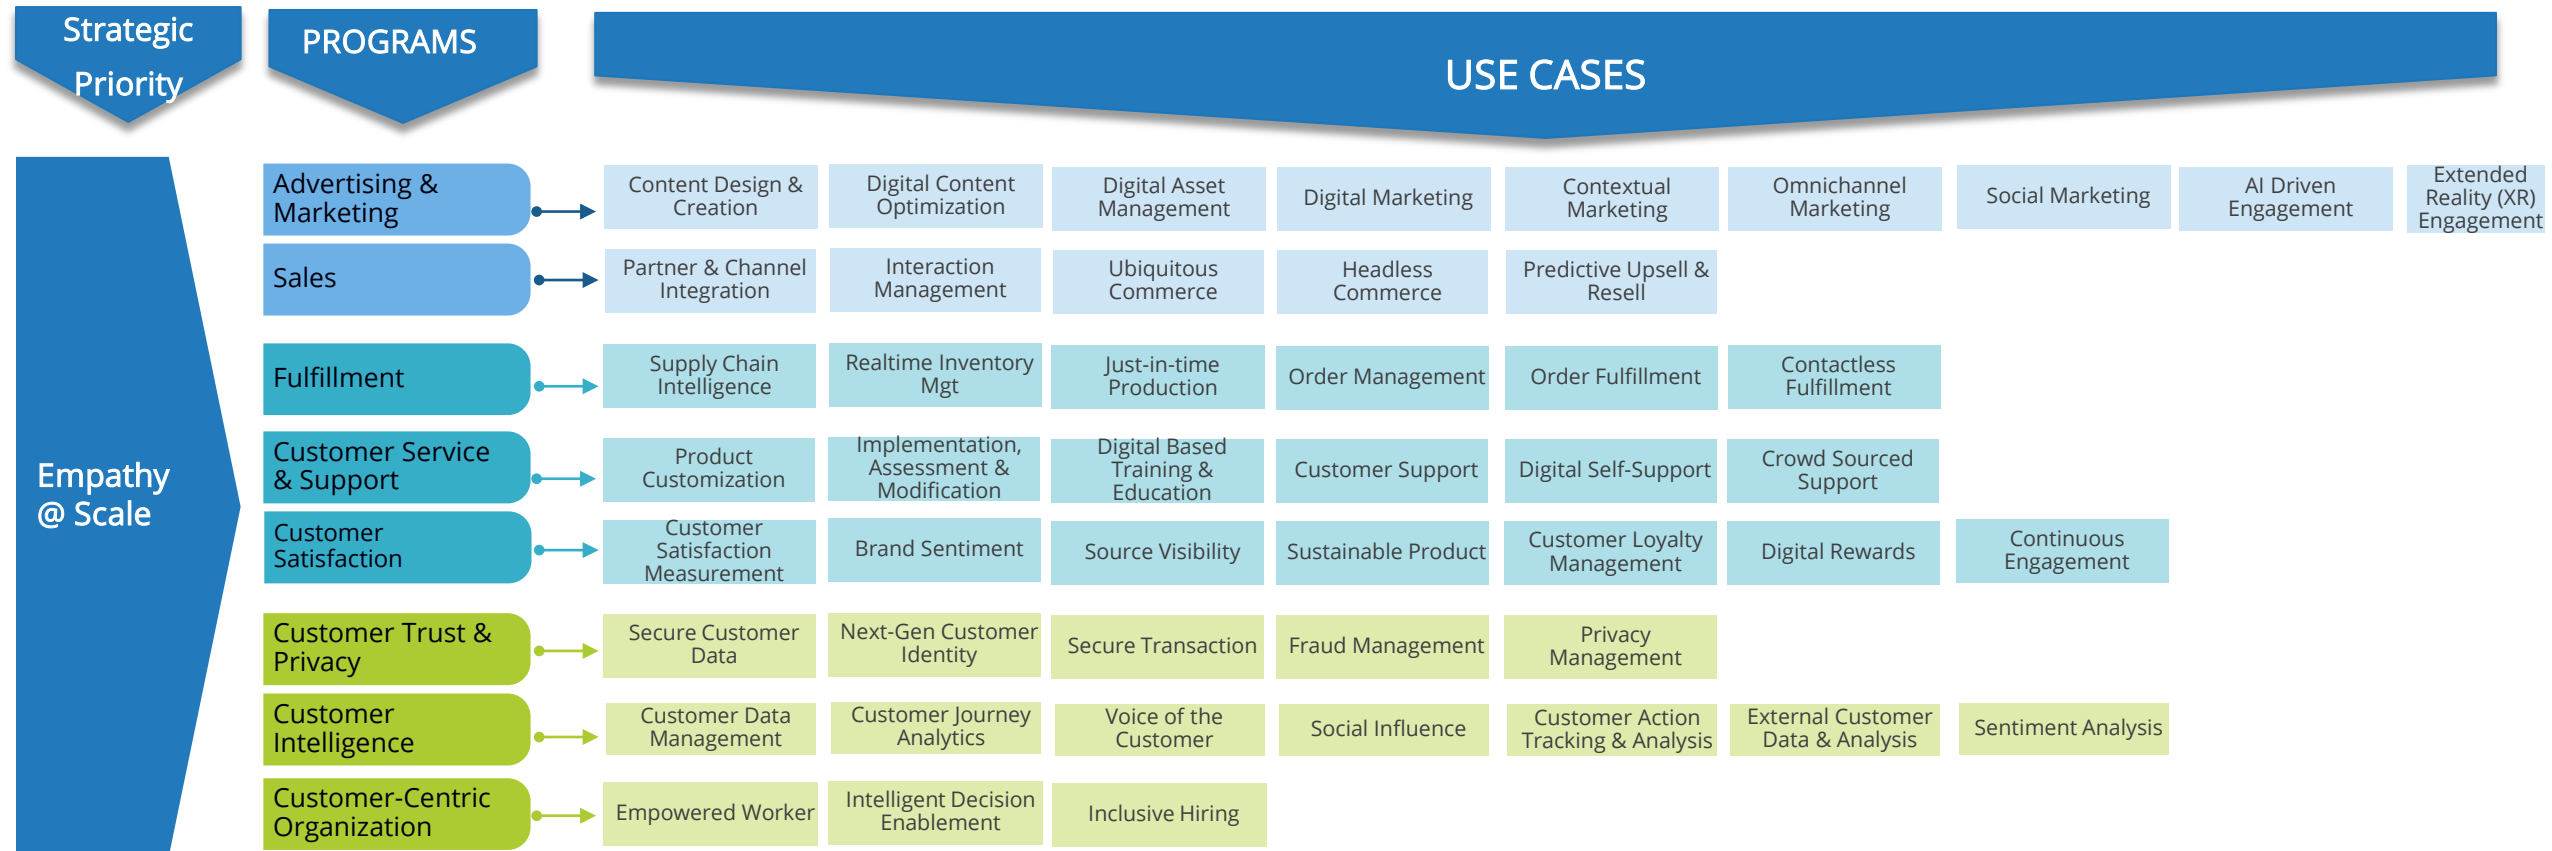 Strategic
Priority
PROGRAMS
USE CASES
Empathy
@ Scale
Advertising &
Marketing
Content Design &
Creation
Digital Content
Optimization
Digital Asset
Management
Digital Marketing
Contextual
Marketing
Omnichannel
Marketing
Social Marketing
AI Driven
Engagement
Extended
Reality (XR)
Engagement
Sales
Partner & Channel
Integration
Interaction
Management
Ubiquitous
Commerce
Headless
Commerce
Predictive Upsell &
Resell
Fulfillment
Supply Chain
Intelligence
Realtime Inventory
Mgt
Just-in-time
Production
Order Management
Order Fulfillment
Contactless
Fulfillment
Customer Service
& Support
Product
Customization
Implementation,
Assessment &
Modification
Digital Based
Training &
Education
Customer Support
Digital Self-Support
Crowd Sourced
Support
Customer
Satisfaction
Customer
Satisfaction
Measurement
Brand Sentiment
Source Visibility
Sustainable Product
Customer Loyalty
Management
Digital Rewards
Continuous
Engagement
Customer Trust &
Privacy
Secure Customer
Data
Next-Gen Customer
Identity
Secure Transaction
Fraud Management
Privacy
Management
Customer
Intelligence
Customer Data
Management
Customer Journey
Analytics
Voice of the
Customer
Social Influence
Customer Action
Tracking & Analysis
External Customer
Data & Analysis
Sentiment Analysis
Customer-Centric
Organization
Empowered Worker
Intelligent Decision
Enablement
Inclusive Hiring